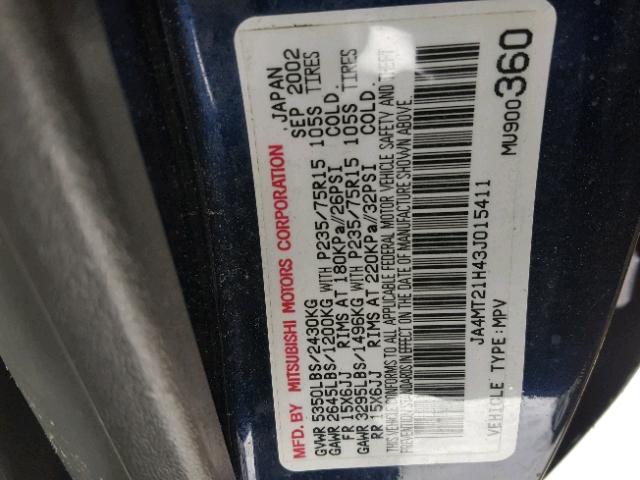 MFD. BY MITSUBISHI MOTORS CORPORATION JAPAN
SEP 2002
GVWR 5350LBS/2430KG
GAWR 2645LBS/1200KG WITH P235/75R15 105S TIRES
FR 15X6JJ RIMS AT 180KPa//26PSI COLD.
GAWR 3295LBS/1496KG WITH P235/75R15 105S TIRES
RR 15X6JJ RIMS AT 220KPa//32PSI COLD.
THIS VEHICLE CONFORMS TO ALL APPLICABLE FEDERAL MOTOR VEHICLE SAFETY AND THEFT
PREVENTION STANDARDS IN EFFECT ON THE DATE OF MANUFACTURE SHOWN ABOVE.
JA4MT21H43J015411
VEHICLE TYPE:MPV
MU900360